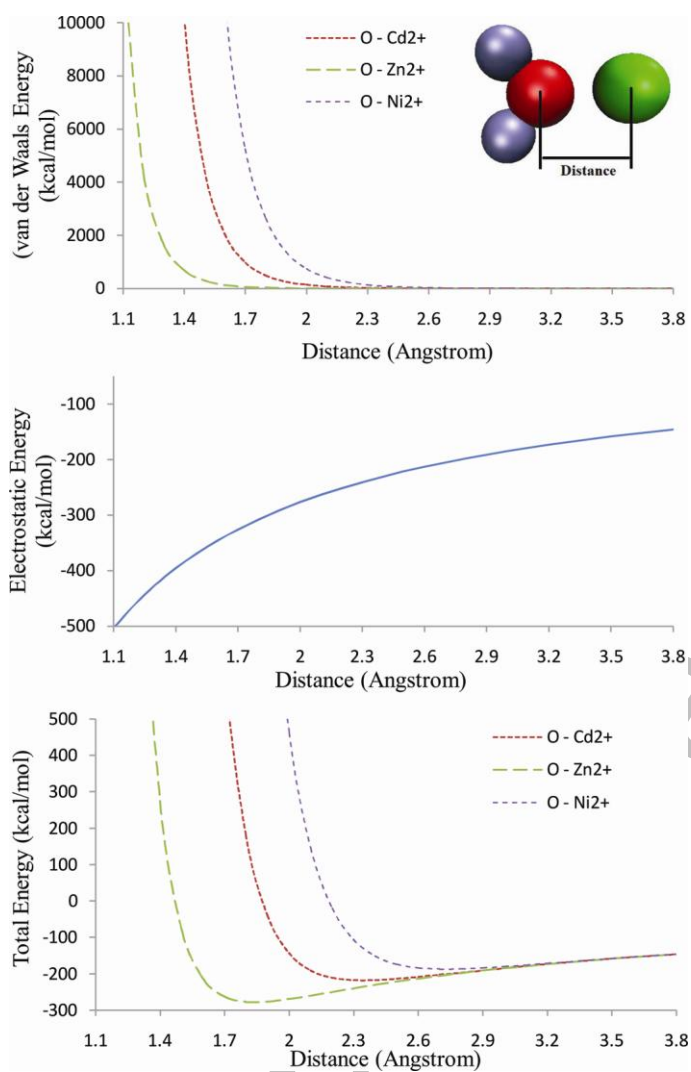 (van der Waals Energy
(kcal/mol)
10000
8000
6000
4000
2000
0
O - Cd2+
O - Zn2+
O - Ni2+
Distance
1.1 1.4 1.7 2 2.3 2.6 2.9 3.2 3.5 3.8
Distance (Angstrom)
Electrostatic Energy
(kcal/mol)
-100
-200
-300
-400
-500
1.1 1.4 1.7 2 2.3 2.6 2.9 3.2 3.5 3.8
Distance (Angstrom)
Total Energy (kcal/mol)
500
400
300
200
100
0
-100
-200
-300
O - Cd2+
O - Zn2+
O - Ni2+
1.1 1.4 1.7 2 2.3 2.6 2.9 3.2 3.5 3.8
Distance (Angstrom)